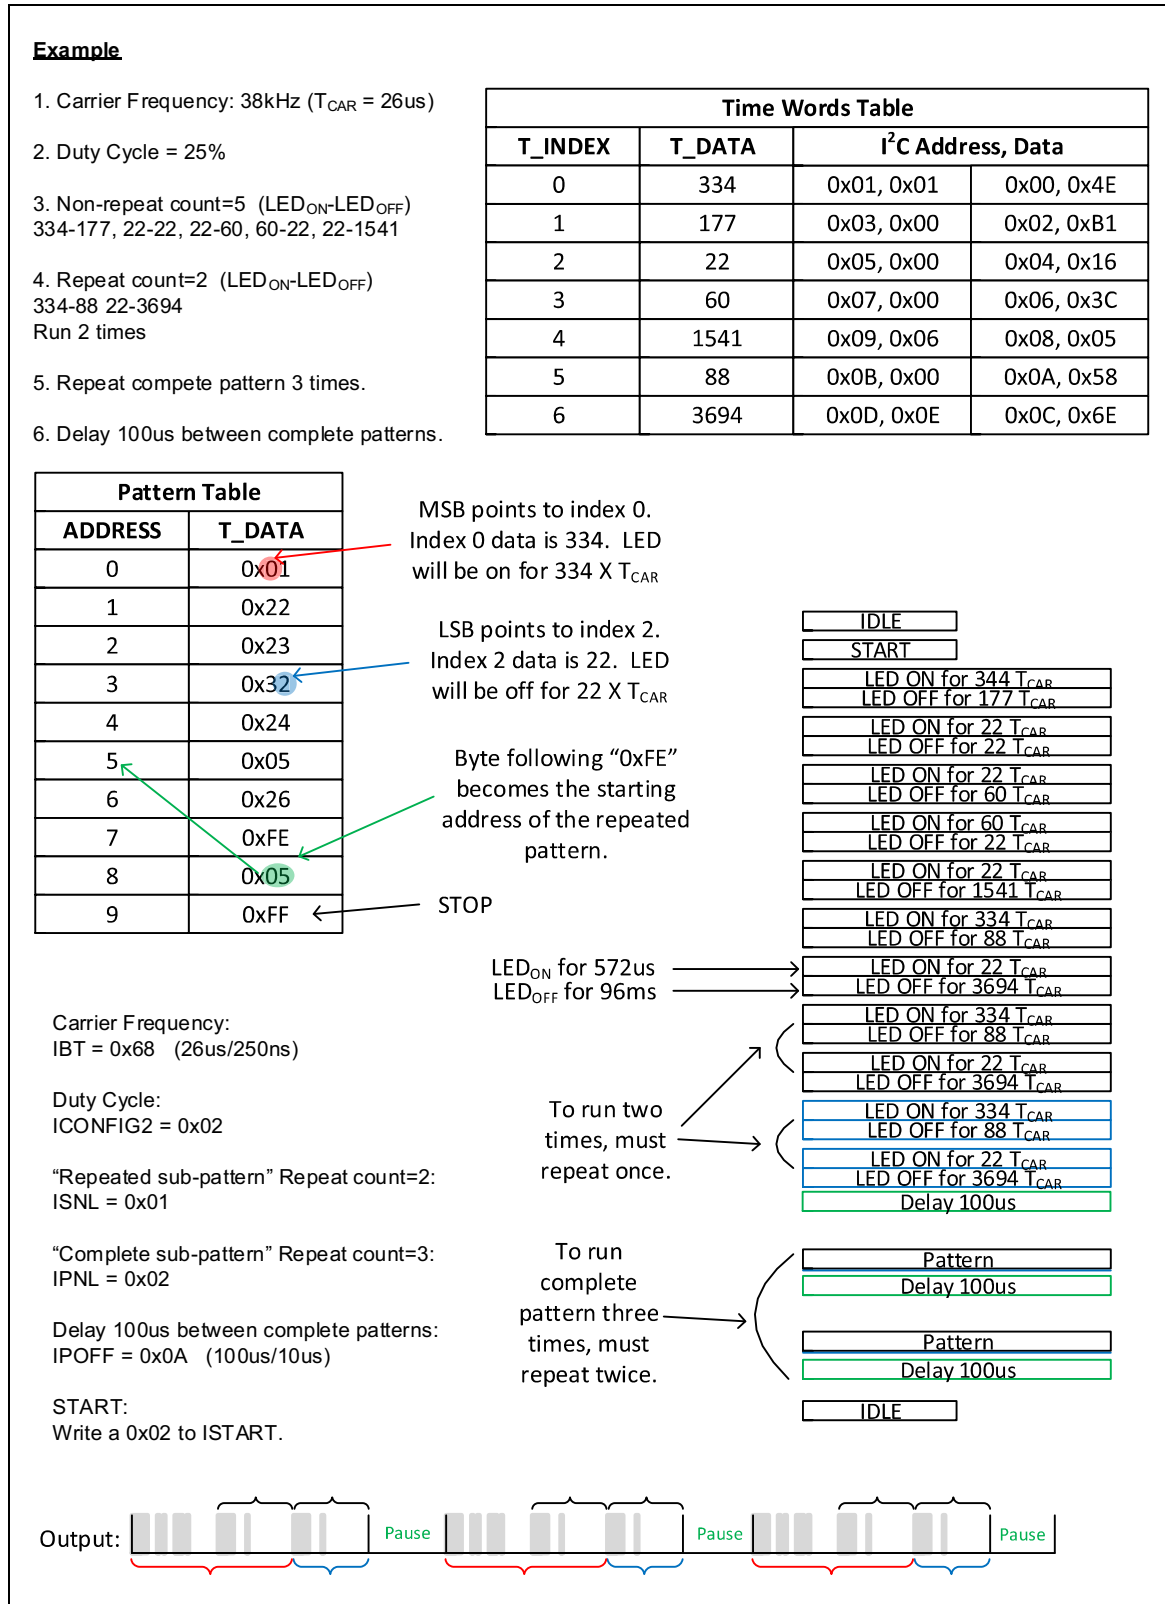 Example
1. Carrier Frequency: 38kHz (TCAR = 26us)
2. Duty Cycle = 25%
3. Non-repeat count=5 (LEDON-LEDOFF)
334-177, 22-22, 22-60, 60-22, 22-1541
4. Repeat count=2 (LEDON-LEDOFF)
334-88 22-3694
Run 2 times
5. Repeat compete pattern 3 times.
6. Delay 100us between complete patterns.
Time Words Table
T_INDEX T_DATA I2C Address, Data
0 334 0x01, 0x01 0x00, 0x4E
1 177 0x03, 0x00 0x02, 0xB1
2 22 0x05, 0x00 0x04, 0x16
3 60 0x07, 0x00 0x06, 0x3C
4 1541 0x09, 0x06 0x08, 0x05
5 88 0x0B, 0x00 0x0A, 0x58
6 3694 0x0D, 0x0E 0x0C, 0x6E
Pattern Table
ADDRESS T_DATA
0 0x01
1 0x22
2 0x23
3 0x32
4 0x24
5 0x05
6 0x26
7 0xFE
8 0x05
9 0xFF
MSB points to index 0.
Index 0 data is 334. LED
will be on for 334 X TCAR
LSB points to index 2.
Index 2 data is 22. LED
will be off for 22 X TCAR
Byte following “0xFE”
becomes the starting
address of the repeated
pattern.
STOP
LEDON for 572us
LEDOFF for 96ms
To run two
times, must
repeat once.
To run
complete
pattern three
times, must
repeat twice.
IDLE
START
LED ON for 344 TCAR
LED OFF for 177 TCAR
LED ON for 22 TCAR
LED OFF for 22 TCAR
LED ON for 22 TCAR
LED OFF for 60 TCAR
LED ON for 60 TCAR
LED OFF for 22 TCAR
LED ON for 22 TCAR
LED OFF for 1541 TCAR
LED ON for 334 TCAR
LED OFF for 88 TCAR
LED ON for 22 TCAR
LED OFF for 3694 TCAR
LED ON for 334 TCAR
LED OFF for 88 TCAR
LED ON for 22 TCAR
LED OFF for 3694 TCAR
LED ON for 334 TCAR
LED OFF for 88 TCAR
LED ON for 22 TCAR
LED OFF for 3694 TCAR
Delay 100us
Pattern
Delay 100us
Pattern
Delay 100us
IDLE
Carrier Frequency:
IBT = 0x68 (26us/250ns)
Duty Cycle:
ICONFIG2 = 0x02
“Repeated sub-pattern” Repeat count=2:
ISNL = 0x01
“Complete sub-pattern” Repeat count=3:
IPNL = 0x02
Delay 100us between complete patterns:
IPOFF = 0x0A (100us/10us)
START:
Write a 0x02 to ISTART.
Output: Pause Pause Pause